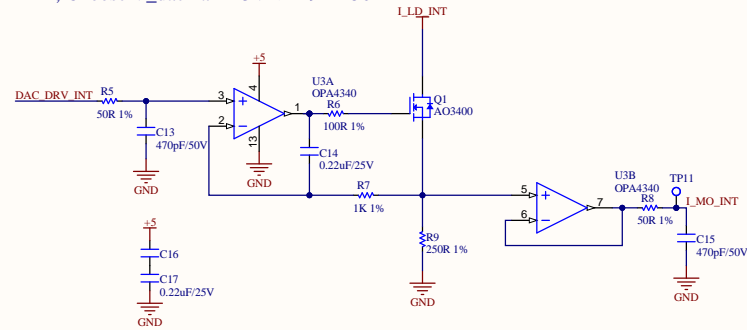 I_LD_INT
+5
U3A
OPA4340
DAC_DRV_INT
R5
50R 1%
3
2
4
13
1
R6
100R 1%
Q1
AO3400
C13
470pF/50V
GND
GND
C14
0.22uF/25V
R7
1K 1%
5
6
7
U3B
OPA4340
TP11
R8
50R 1%
I_MO_INT
R9
250R 1%
GND
C15
470pF/50V
GND
+5
C16
C17
0.22uF/25V
GND